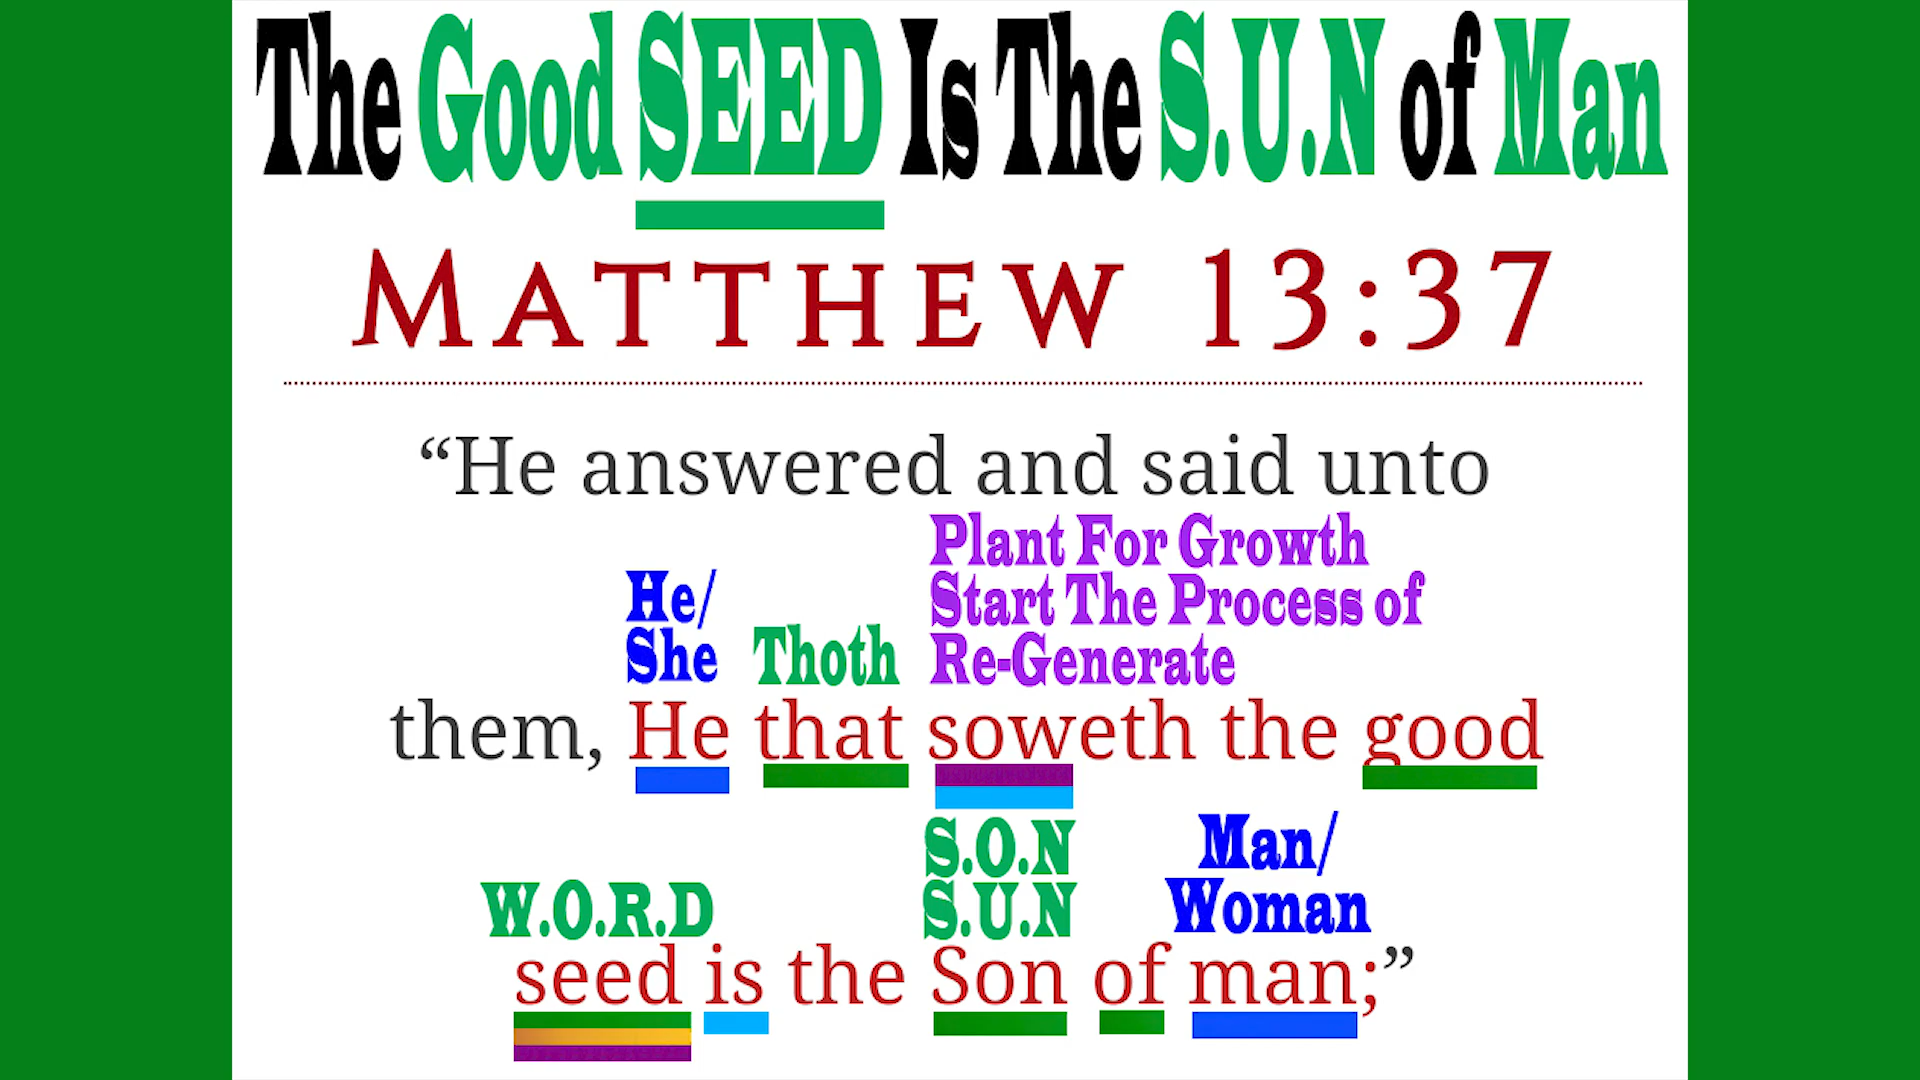 The Good SEED Is The S.U.N of Man
MATTHEW 13:37
“He answered and said unto
Plant For Growth
He/ Start The Process of
She Thoth Re-Generate
them, He that soweth the good
S.O.N Man/
W.O.R.D S.U.N Woman
seed is the Son of man;”